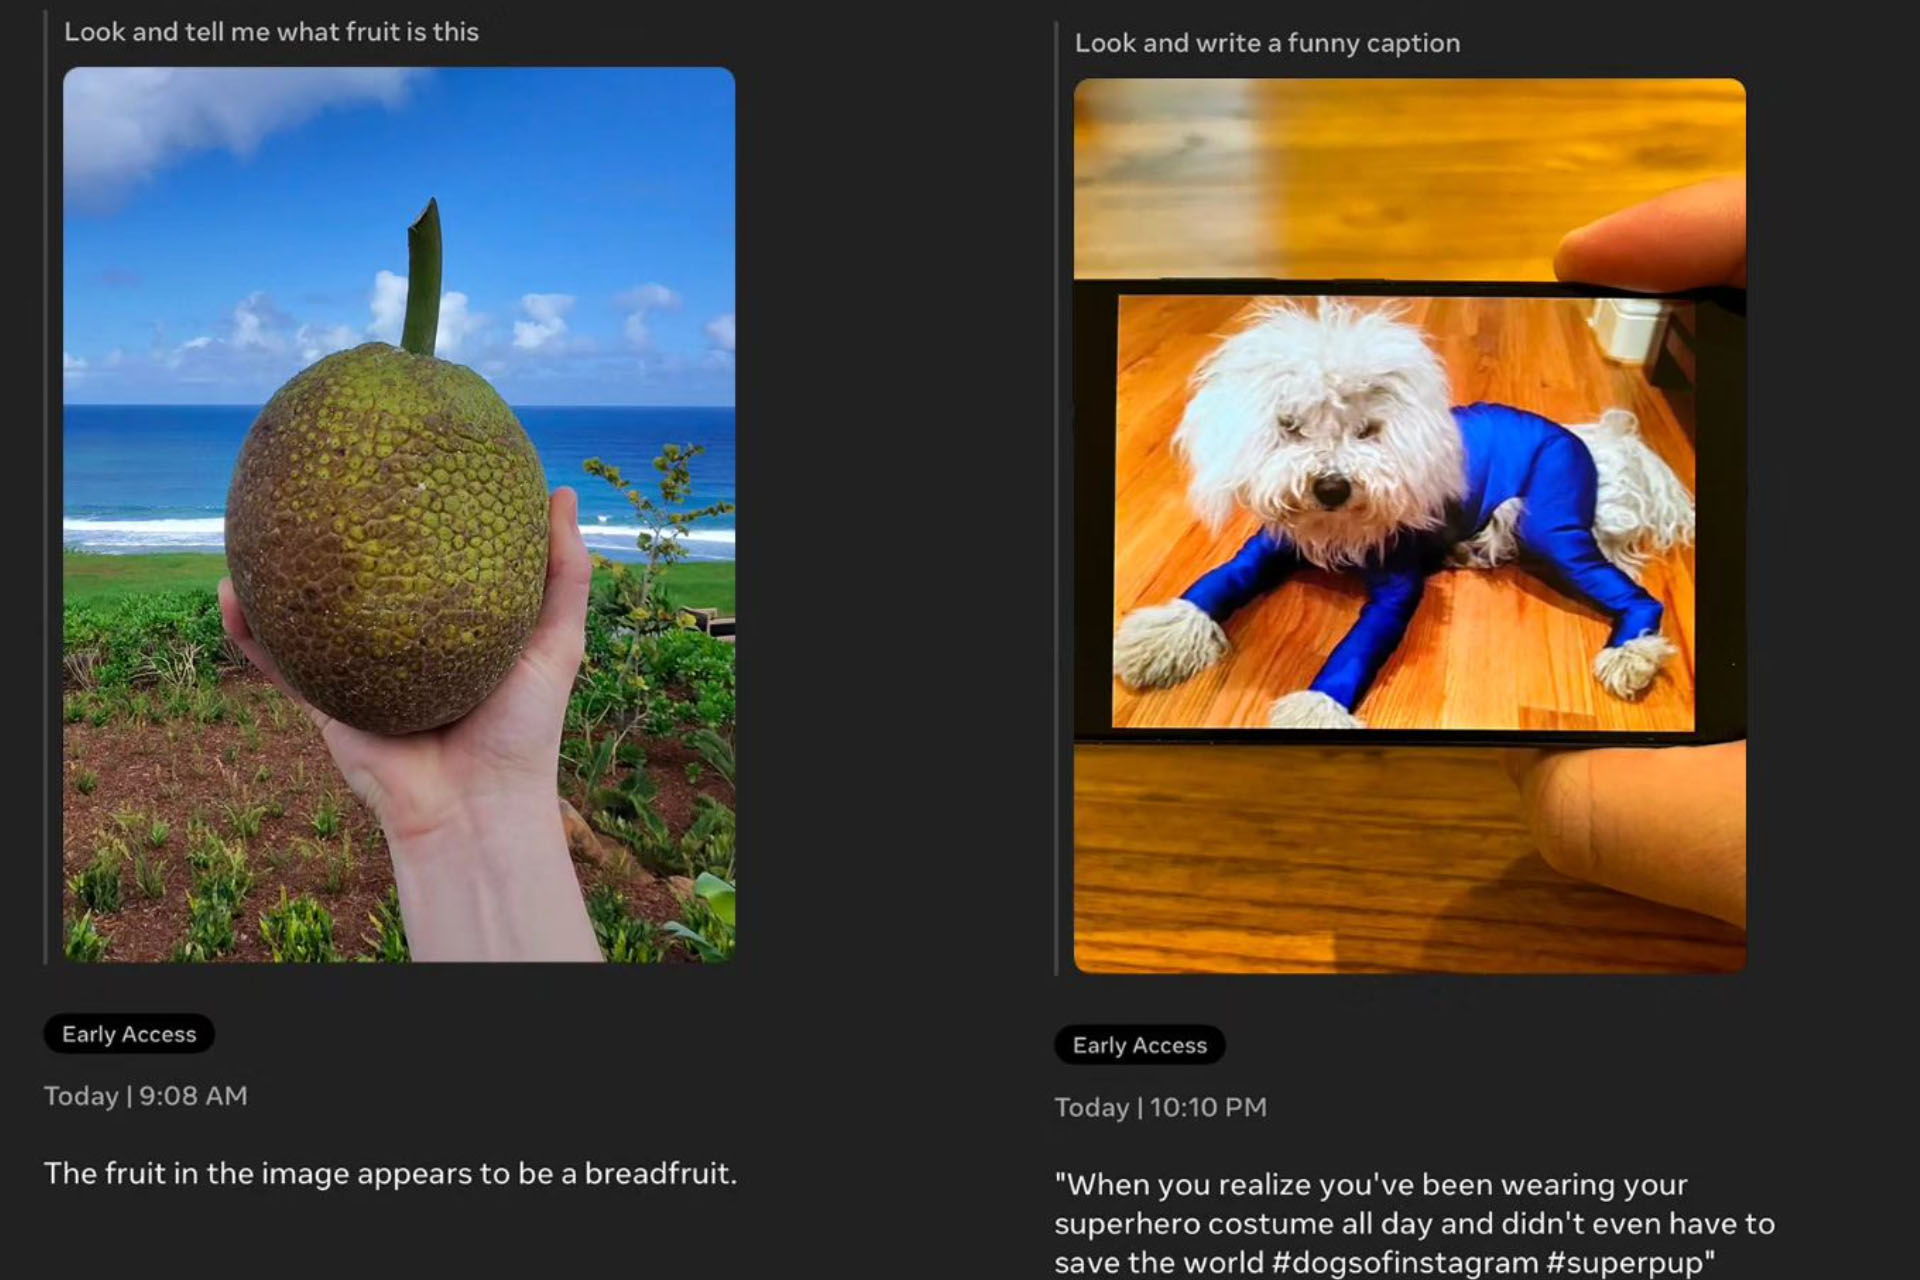 Look and tell me what fruit is this
Early Access
Today | 9:08 AM
The fruit in the image appears to be a breadfruit.
Look and write a funny caption
Early Access
Today | 10:10 PM
"When you realize you've been wearing your
superhero costume all day and didn't even have to
save the world #dogsofinstagram #superpup"